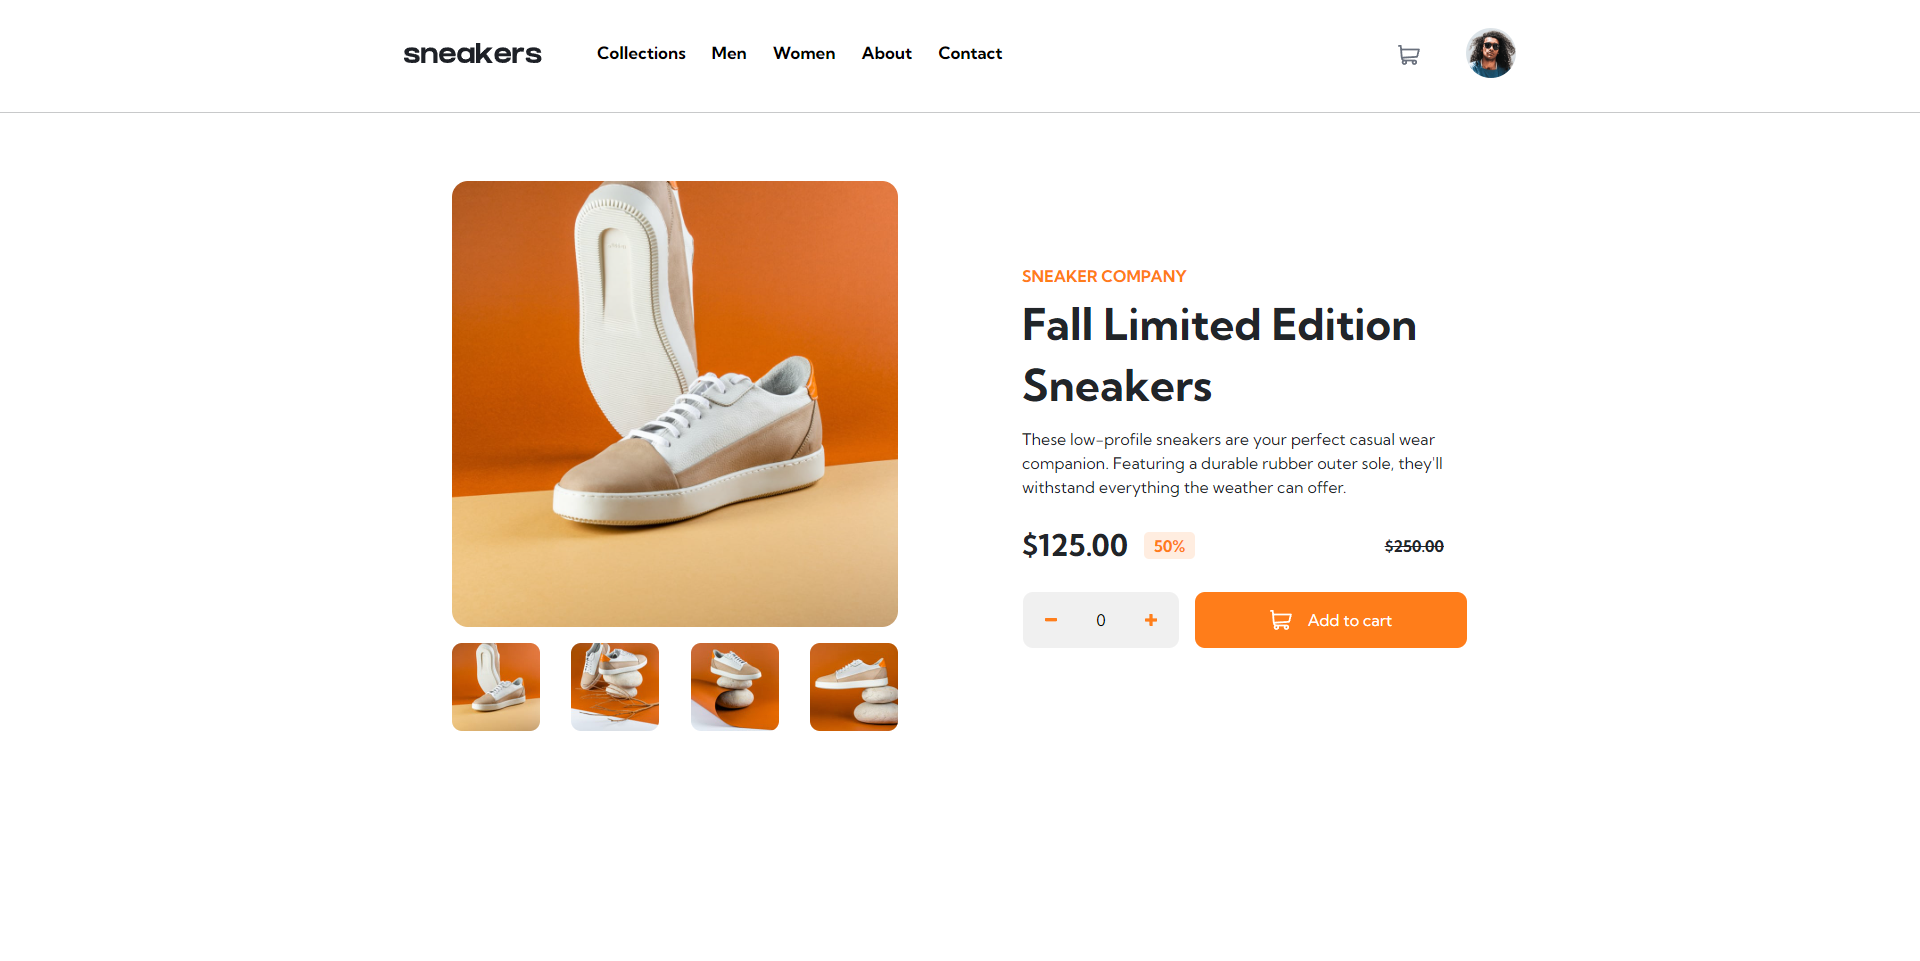 sneakers Collections Men Women About Contact
SNEAKER COMPANY
Fall Limited Edition
Sneakers
These low-profile sneakers are your perfect casual wear
companion. Featuring a durable rubber outer sole, they'll
withstand everything the weather can offer.
$125.00 50% $250.00
0 Add to cart